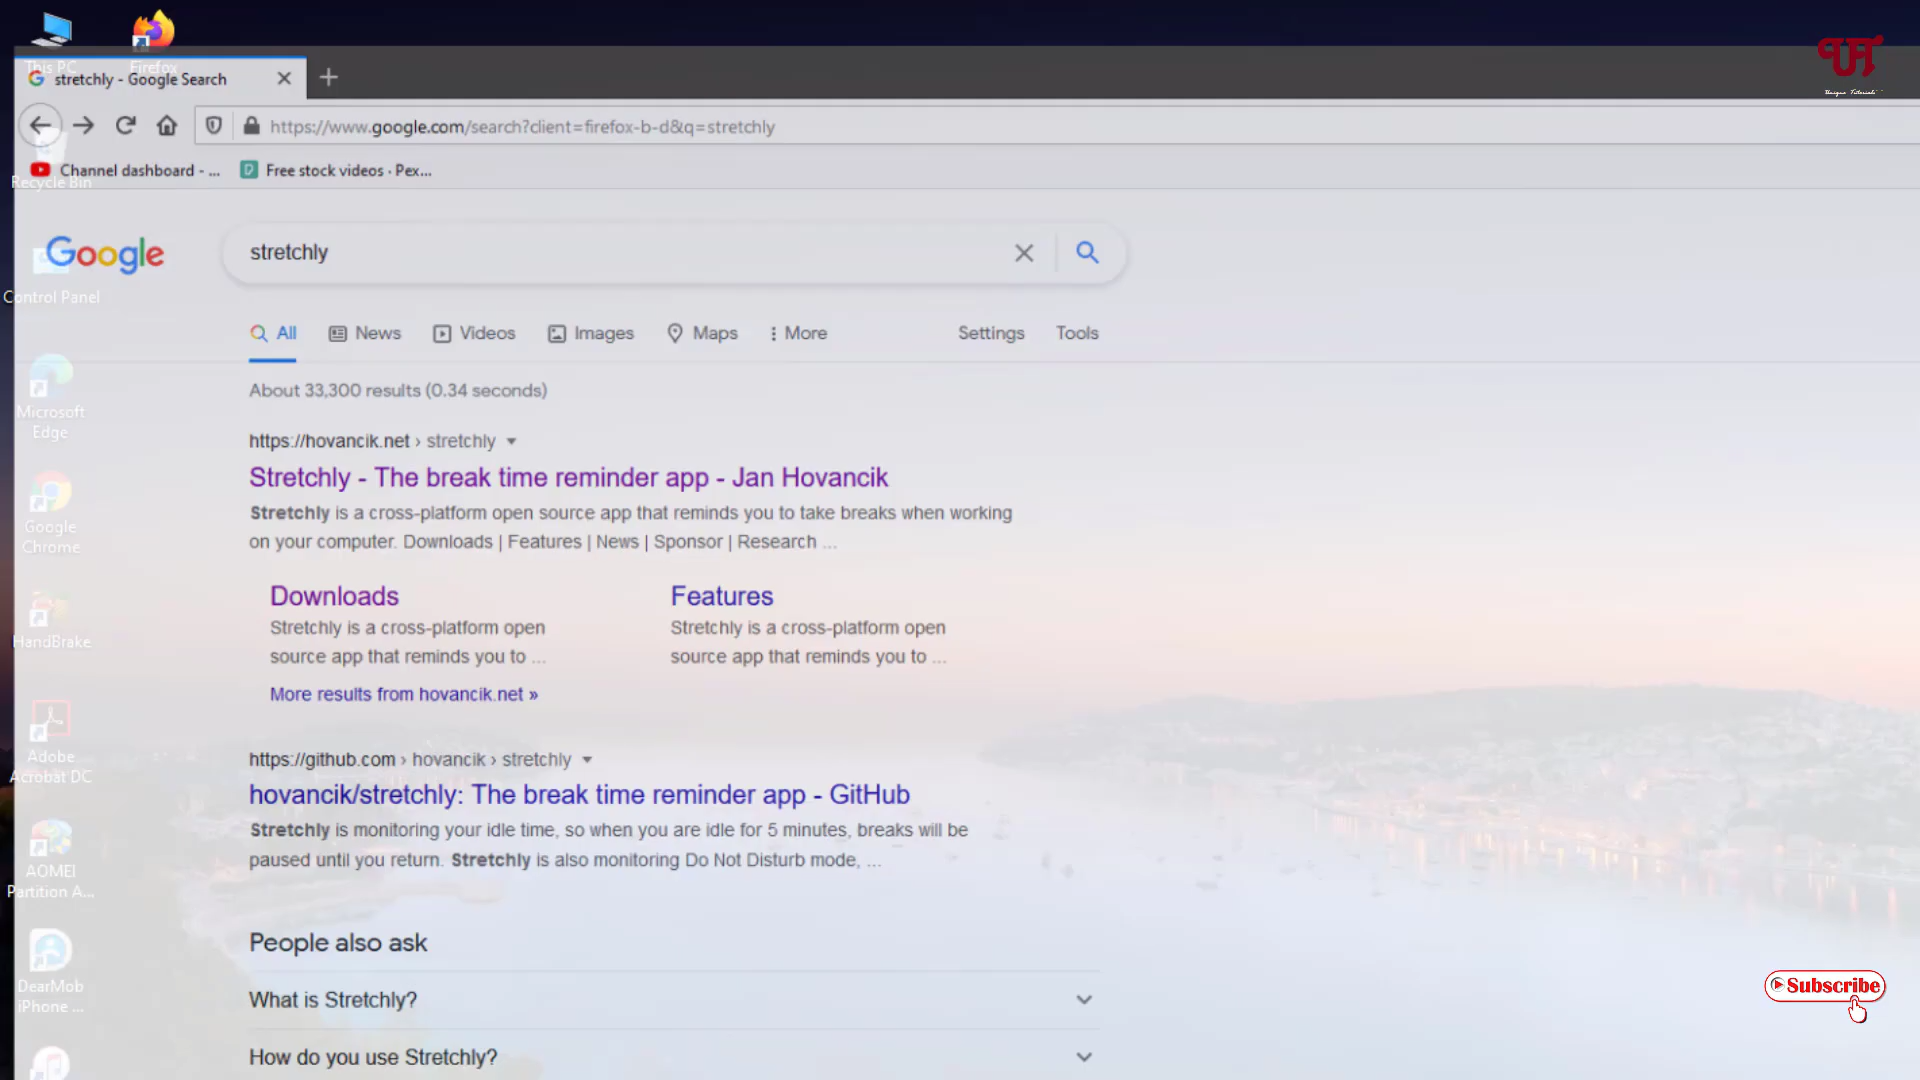 This PC
Firefox
stretchly - Google Search
https://www.google.com/search?client=firefox-b-d&q=stretchly
Channel dashboard - ...
Free stock videos · Pex...
Recycle Bin
Google
stretchly
Control Panel
All
News
Videos
Images
Maps
More
Settings
Tools
About 33,300 results (0.34 seconds)
Microsoft
Edge
https://hovancik.net › stretchly
Stretchly - The break time reminder app - Jan Hovancik
Stretchly is a cross-platform open source app that reminds you to take breaks when working
on your computer. Downloads | Features | News | Sponsor | Research ...
Google
Chrome
Downloads
Stretchly is a cross-platform open
source app that reminds you to ...
Features
Stretchly is a cross-platform open
source app that reminds you to ...
HandBrake
More results from hovancik.net »
Adobe
Acrobat DC
https://github.com › hovancik › stretchly
hovancik/stretchly: The break time reminder app - GitHub
Stretchly is monitoring your idle time, so when you are idle for 5 minutes, breaks will be
paused until you return. Stretchly is also monitoring Do Not Disturb mode, ...
AOMEI
Partition A...
People also ask
DearMob
iPhone ...
What is Stretchly?
How do you use Stretchly?
UT
Unique Tutorials
Subscribe